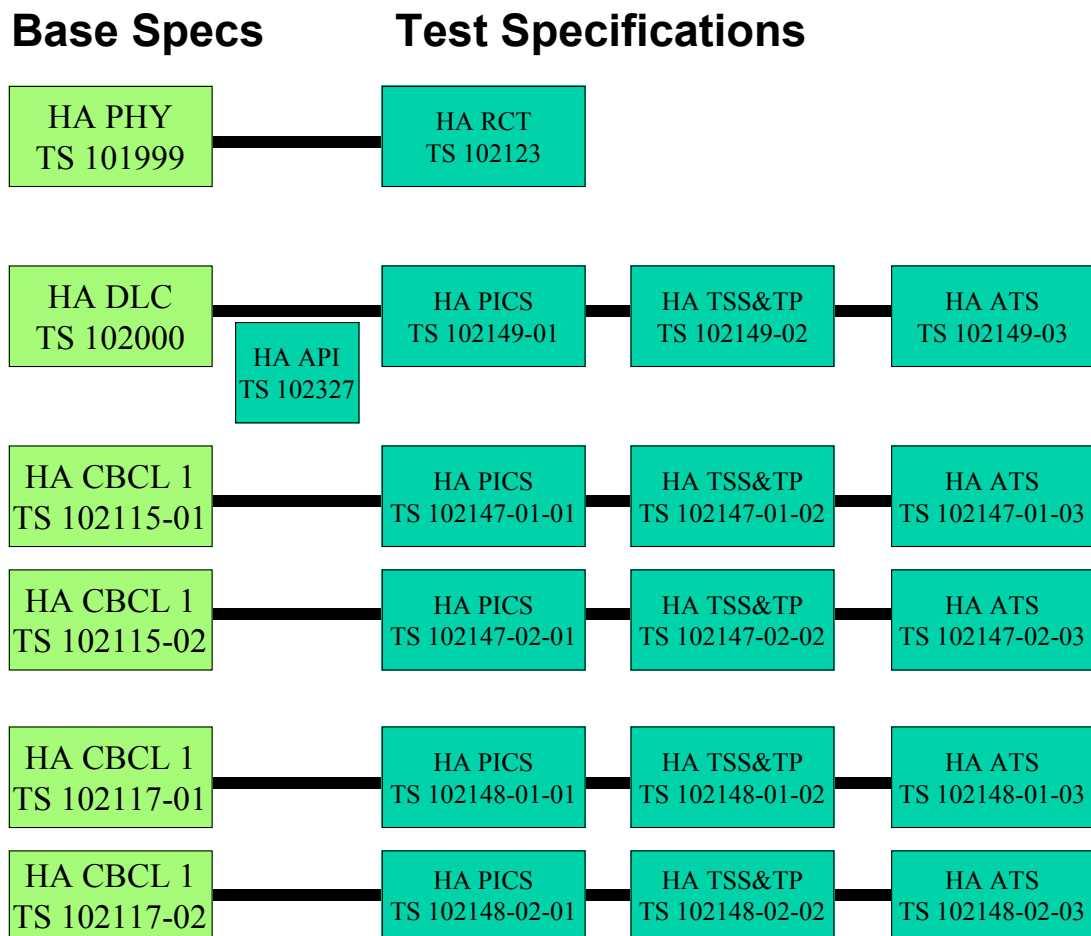 Base Specs
Test Specifications
HA PHY
TS 101999
HA RCT
TS 102123
HA DLC
TS 102000
HA API
TS 102327
HA PICS
TS 102149-01
HA TSS&TP
TS 102149-02
HA ATS
TS 102149-03
HA CBCL 1
TS 102115-01
HA PICS
TS 102147-01-01
HA TSS&TP
TS 102147-01-02
HA ATS
TS 102147-01-03
HA CBCL 1
TS 102115-02
HA PICS
TS 102147-02-01
HA TSS&TP
TS 102147-02-02
HA ATS
TS 102147-02-03
HA CBCL 1
TS 102117-01
HA PICS
TS 102148-01-01
HA TSS&TP
TS 102148-01-02
HA ATS
TS 102148-01-03
HA CBCL 1
TS 102117-02
HA PICS
TS 102148-02-01
HA TSS&TP
TS 102148-02-02
HA ATS
TS 102148-02-03